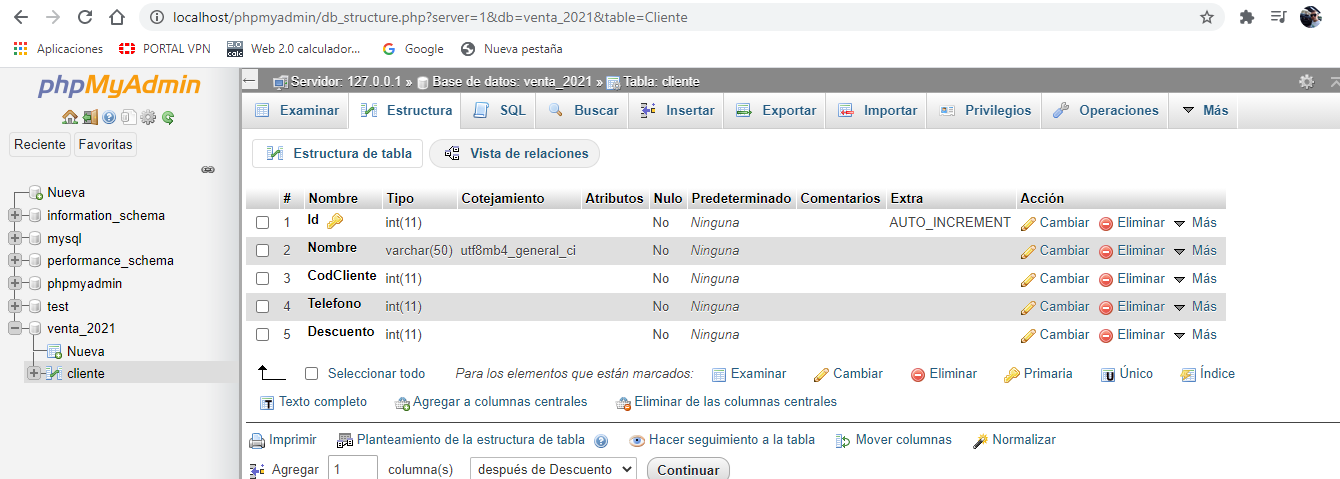 localhost/phpmyadmin/db_structure.php?server=1&db=venta_2021&table=Cliente
Aplicaciones PORTAL VPN Web 2.0 calculador... Google Nueva pestaña
phpMyAdmin
Reciente Favoritas
Nueva
information_schema
mysql
performance_schema
phpmyadmin
test
venta_2021
Nueva
cliente
Servidor: 127.0.0.1 » Base de datos: venta_2021 » Tabla: cliente
Examinar Estructura SQL Buscar Insertar Exportar Importar Privilegios Operaciones Más
Estructura de tabla Vista de relaciones
# Nombre Tipo Cotejamiento Atributos Nulo Predeterminado Comentarios Extra Acción
1 Id int(11) No Ninguna AUTO_INCREMENT Cambiar Eliminar Más
2 Nombre varchar(50) utf8mb4_general_ci No Ninguna Cambiar Eliminar Más
3 CodCliente int(11) No Ninguna Cambiar Eliminar Más
4 Telefono int(11) No Ninguna Cambiar Eliminar Más
5 Descuento int(11) No Ninguna Cambiar Eliminar Más
Seleccionar todo Para los elementos que están marcados: Examinar Cambiar Eliminar Primaria Único Índice
Texto completo Agregar a columnas centrales Eliminar de las columnas centrales
Imprimir Planteamiento de la estructura de tabla Hacer seguimiento a la tabla Mover columnas Normalizar
Agregar 1 columna(s) después de Descuento Continuar